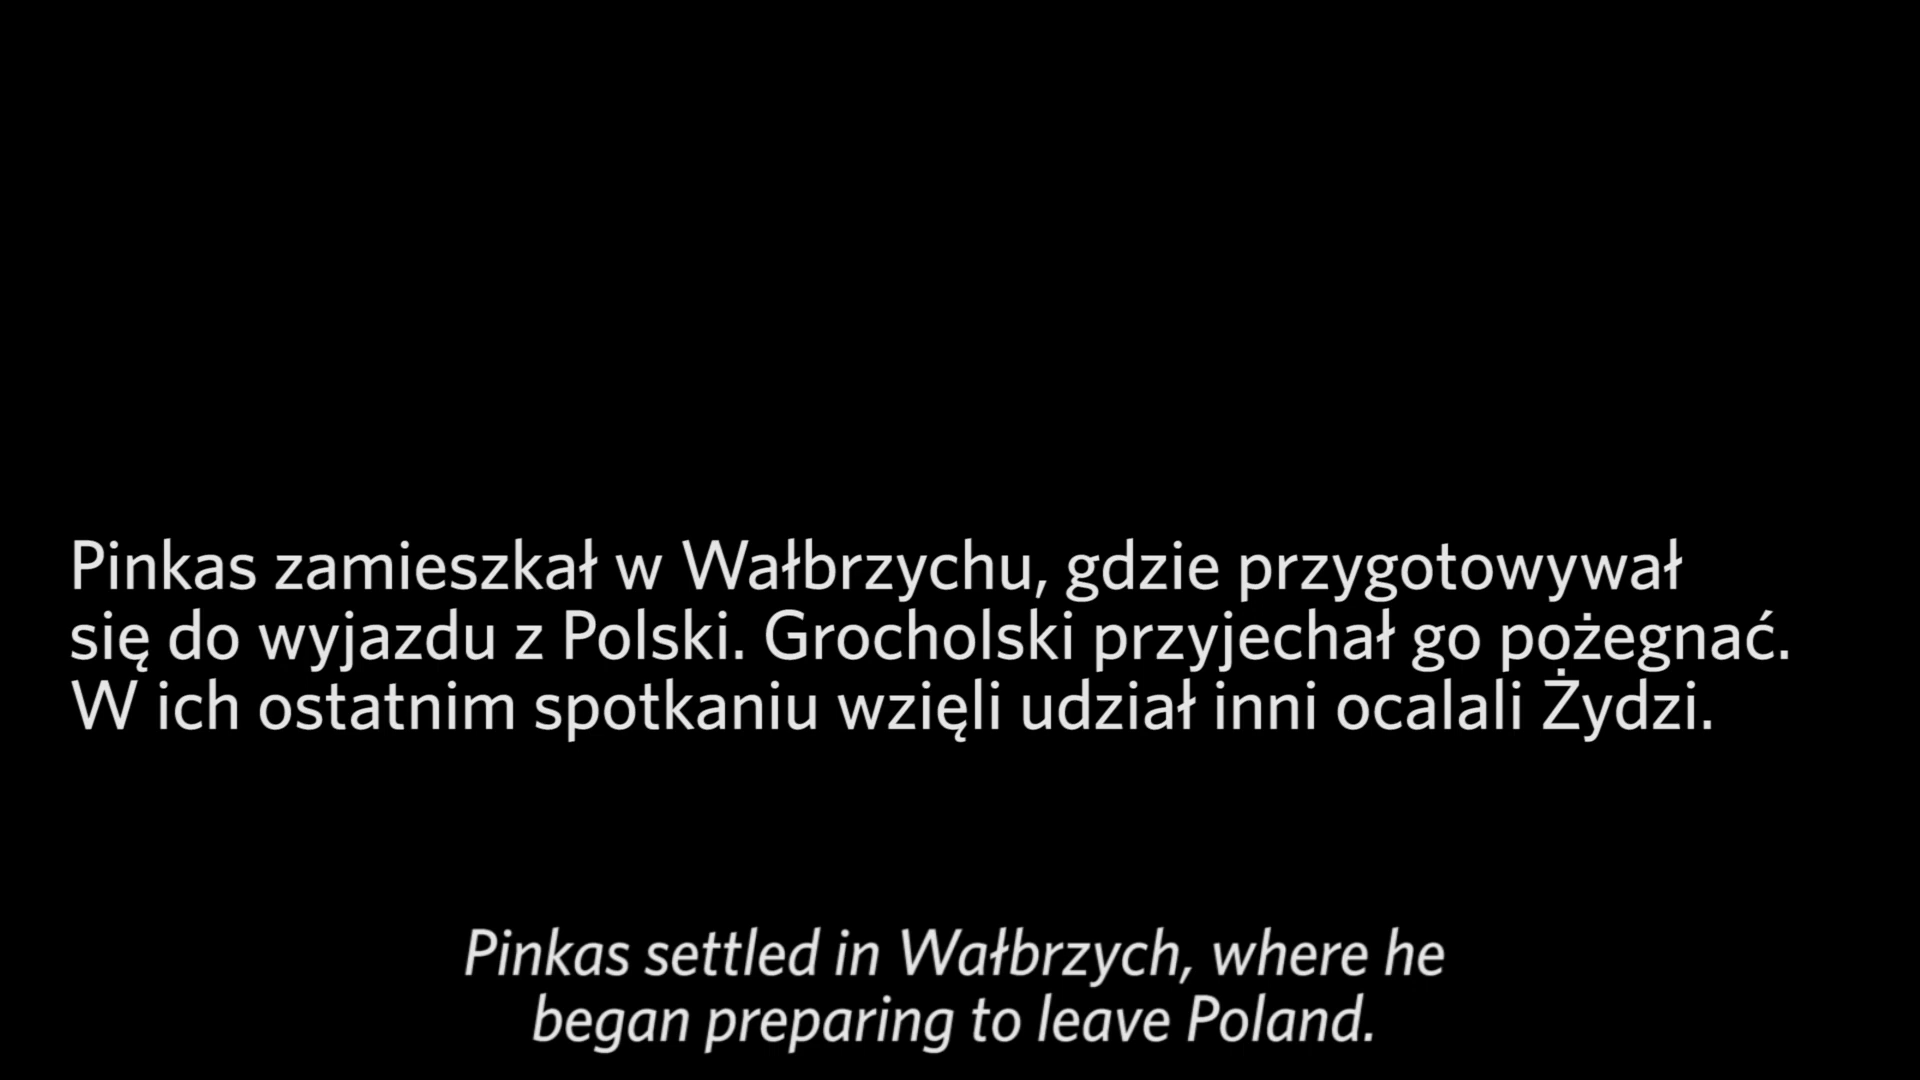 Pinkas zamieszkał w Wałbrzychu, gdzie przygotowywał
się do wyjazdu z Polski. Grocholski przyjechał go pożegnać.
W ich ostatnim spotkaniu wzięli udział inni ocalali Żydzi.
Pinkas settled in Wałbrzych, where he
began preparing to leave Poland.